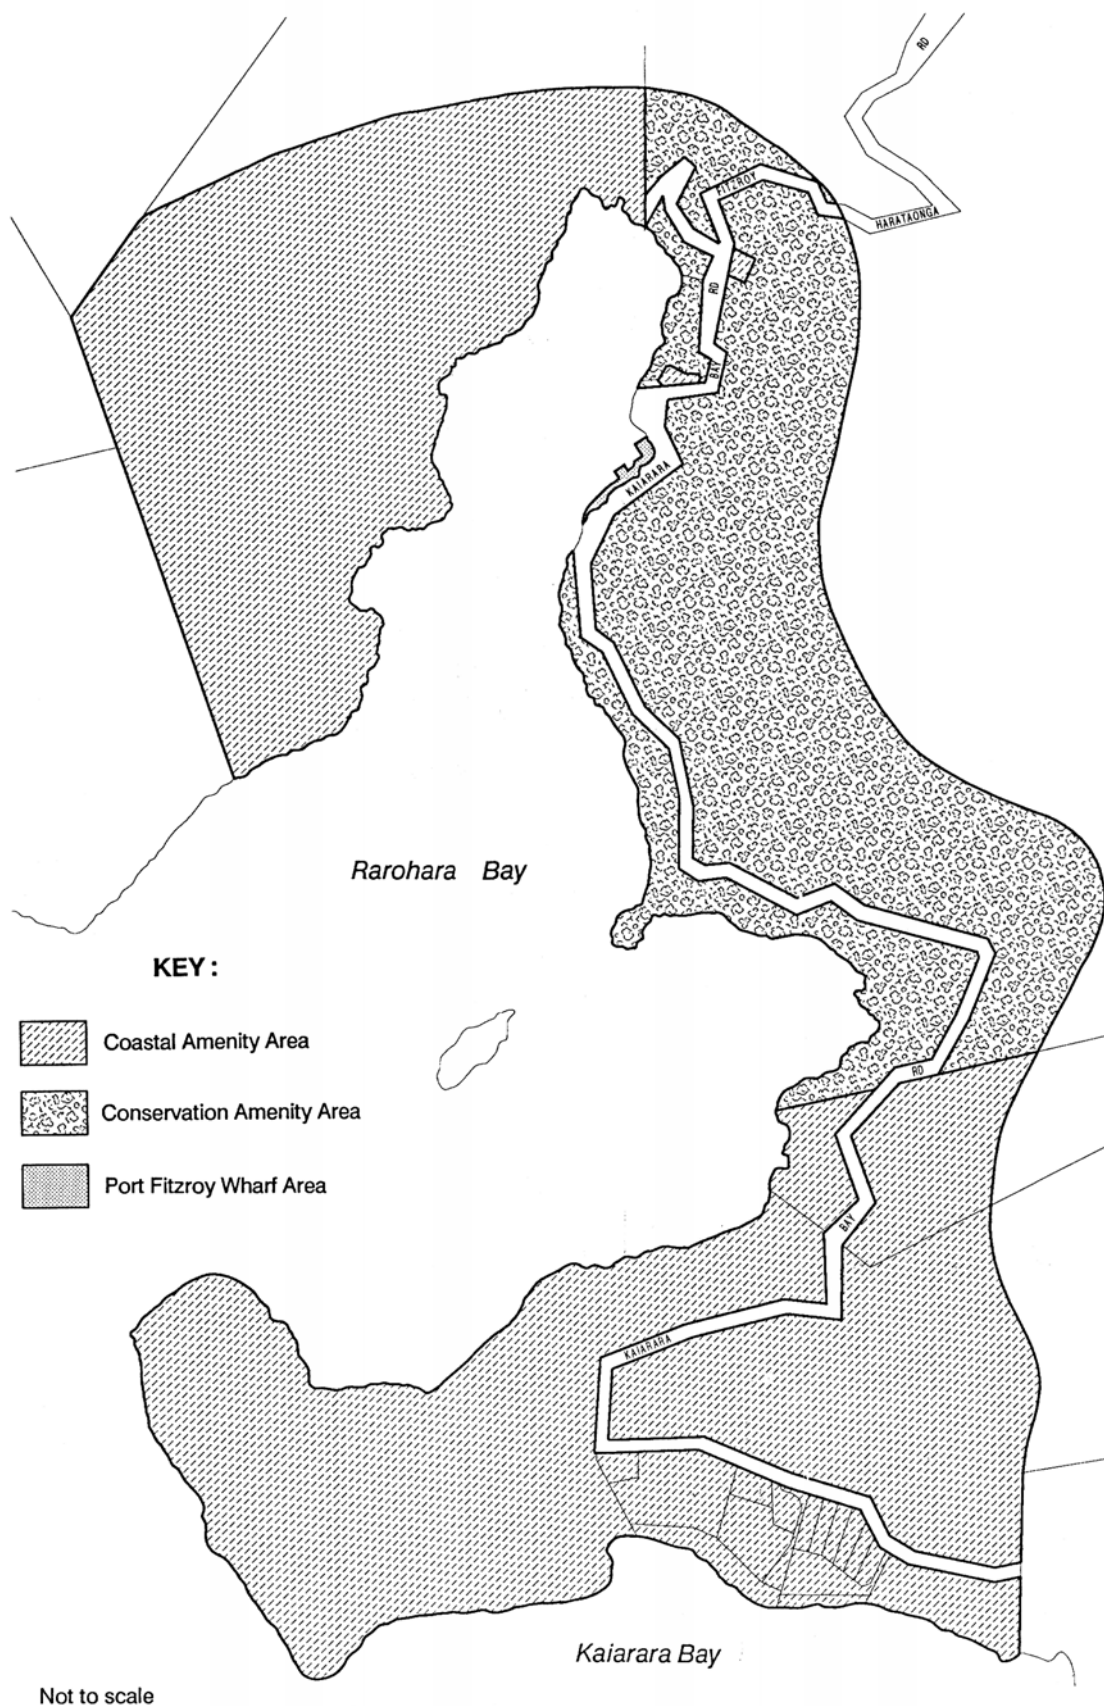 RD
FITZROY
HARATAONGA
RD
BAY
KAIARARA
Rarohara Bay
KEY :
Coastal Amenity Area
Conservation Amenity Area
Port Fitzroy Wharf Area
RD
BAY
KAIARARA
Kaiarara Bay
Not to scale